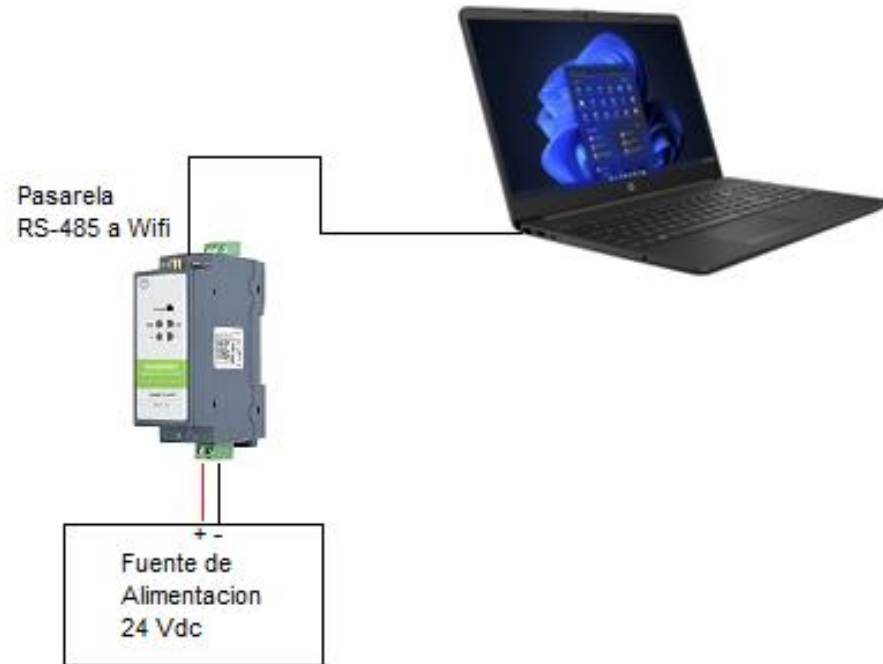 Pasarela
RS-485 a Wifi
+ -
Fuente de
Alimentacion
24 Vdc